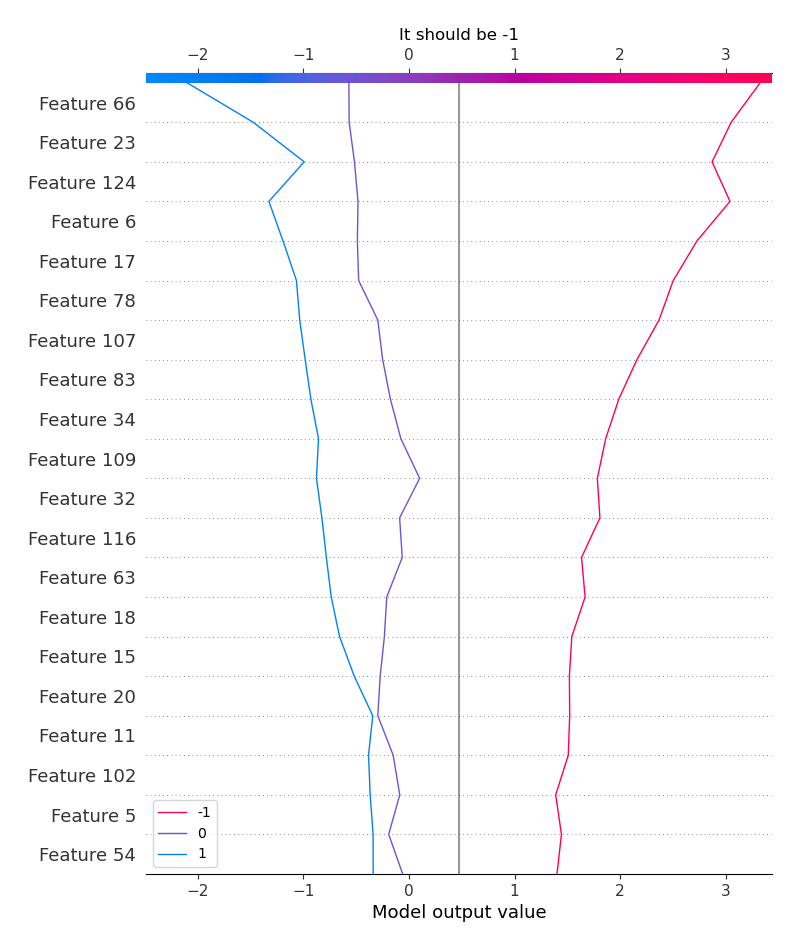 It should be -1
−2 −1 0 1 2 3
Feature 66
Feature 23
Feature 124
Feature 6
Feature 17
Feature 78
Feature 107
Feature 83
Feature 34
Feature 109
Feature 32
Feature 116
Feature 63
Feature 18
Feature 15
Feature 20
Feature 11
Feature 102
Feature 5
Feature 54
-1
0
1
−2 −1 0 1 2 3
Model output value